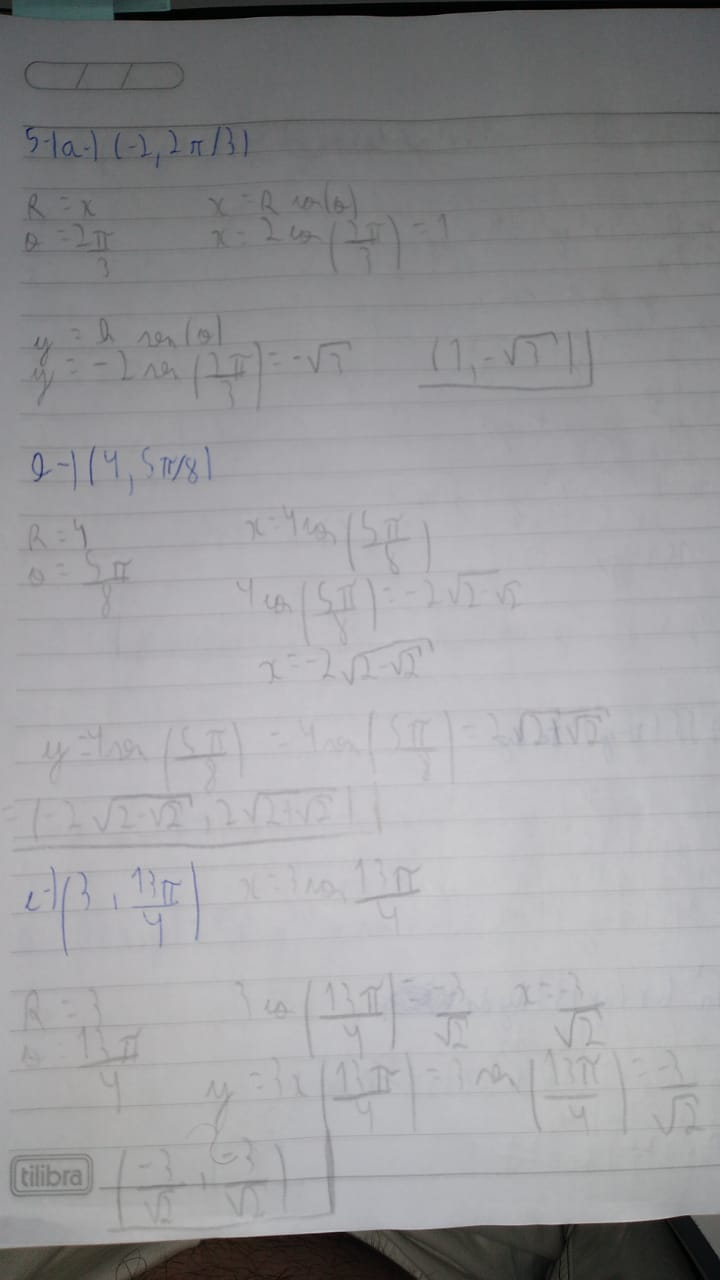 5-|a-| (-2, 2π/3)
R = x
x = R cos(θ)
θ = 2π/3
x = 2 cos(2π/3) = 1
y = R sen(θ)
y = -2 sen(2π/3) = -√3
(1, -√3)
(4, 5π/8)
R = 4
x = 4 cos(5π/8)
θ = 5π/8
4 cos(5π/8) = -2√2-√2
x = -2√2-√2
y = 4 sen(5π/8) = 4 sen(5π/8) = 2√2+√2
= (-2√2-√2, 2√2+√2)
c-| (3, 13π/4)
x = 3 cos 13π/4
R = 3
3 cos(13π/4) = -3/√2
x = -3/√2
θ = 13π/4
y = 3x(13π/4) = 3 sen(13π/4) = -3/√2
(-3/√2, -3/√2)
tilibra